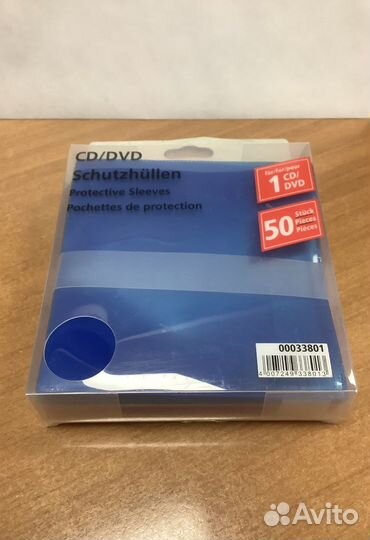 CD/DVD
Schutzhüllen
Protective Sleeves
Pochettes de protection
für/for/pour
1 CD/
DVD
50 Stück
Pieces
Pièces
00033801
4 007249 338013
Avito